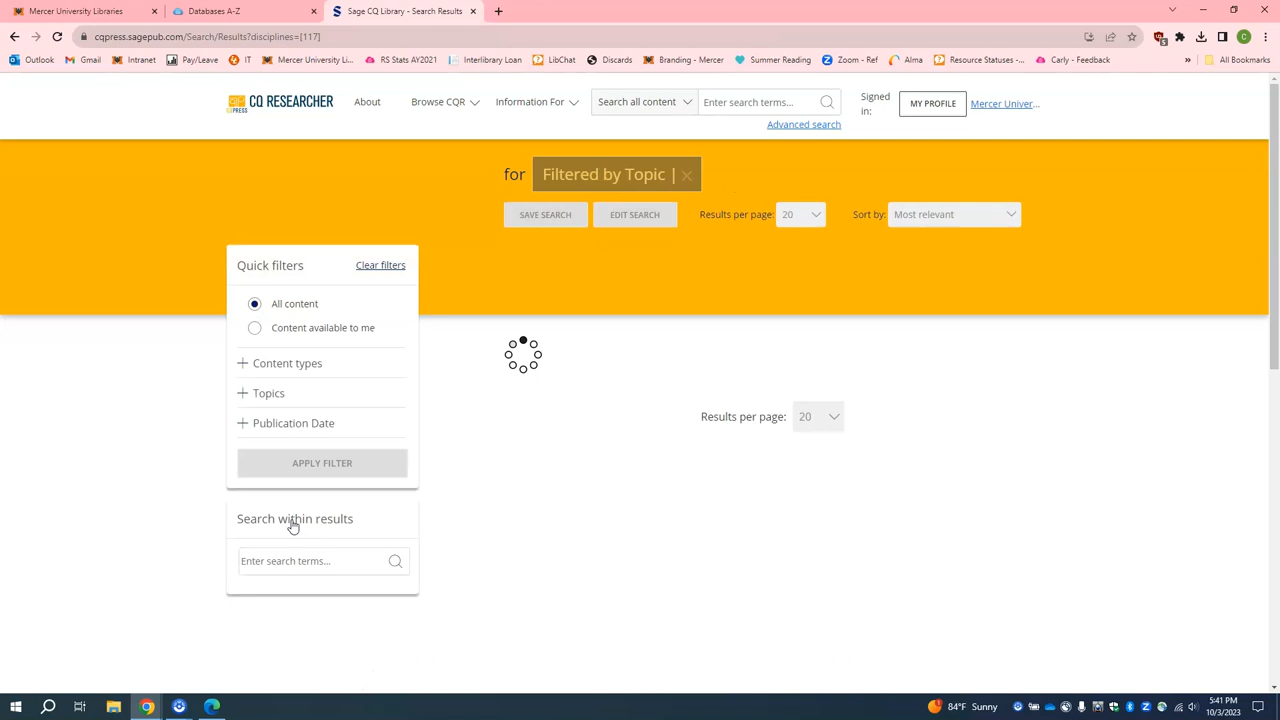 Mercer University Libraries
Databases A-Z
Sage CQ Library - Search Results
cqpress.sagepub.com/Search/Results?disciplines=[117]
Outlook
Gmail
Intranet
Pay/Leave
IT
Mercer University Li...
RS Stats AY2021
Interlibrary Loan
LibChat
Discards
Branding - Mercer
Summer Reading
Zoom - Ref
Alma
Resource Statuses -...
Carly - Feedback
All Bookmarks
CQ PRESS
CQ RESEARCHER
About
Browse CQR
Information For
Search all content
Enter search terms...
Signed in:
MY PROFILE
Mercer Univer...
Advanced search
for Filtered by Topic | ×
SAVE SEARCH
EDIT SEARCH
Results per page: 20
Sort by: Most relevant
Quick filters
Clear filters
All content
Content available to me
Content types
Topics
Publication Date
APPLY FILTER
Results per page: 20
Search within results
Enter search terms...
84°F Sunny
5:41 PM
10/3/2023